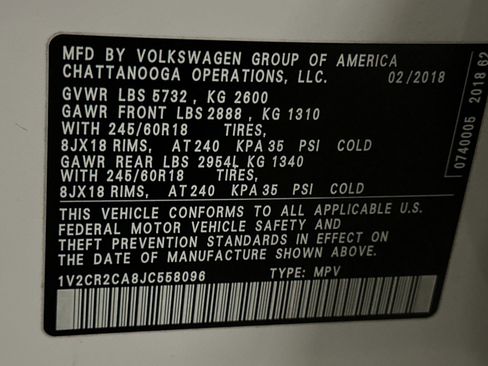 MFD BY VOLKSWAGEN GROUP OF AMERICA
CHATTANOOGA OPERATIONS, LLC. 02/2018
GVWR LBS 5732 , KG 2600
GAWR FRONT LBS 2888 , KG 1310
WITH 245/60R18 TIRES,
8JX18 RIMS, AT 240 KPA 35 PSI COLD
GAWR REAR LBS 2954L KG 1340
WITH 245/60R18 TIRES,
8JX18 RIMS, AT 240 KPA 35 PSI COLD
THIS VEHICLE CONFORMS TO ALL APPLICABLE U.S.
FEDERAL MOTOR VEHICLE SAFETY AND
THEFT PREVENTION STANDARDS IN EFFECT ON
THE DATE OF MANUFACTURE SHOWN ABOVE.
1V2CR2CA8JC558096 TYPE: MPV
0740005 2018 62